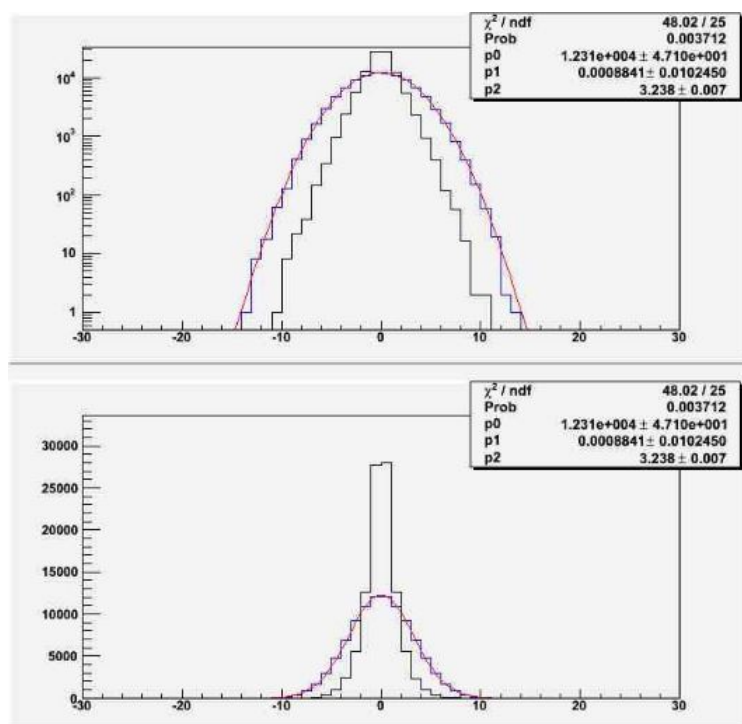 χ² / ndf 48.02 / 25
Prob 0.003712
p0 1.231e+004 ± 4.710e+001
p1 0.0008841 ± 0.0102450
p2 3.238 ± 0.007
10⁴
10³
10²
10
1
-30 -20 -10 0 10 20 30
χ² / ndf 48.02 / 25
Prob 0.003712
p0 1.231e+004 ± 4.710e+001
p1 0.0008841 ± 0.0102450
p2 3.238 ± 0.007
30000
25000
20000
15000
10000
5000
0
-30 -20 -10 0 10 20 30